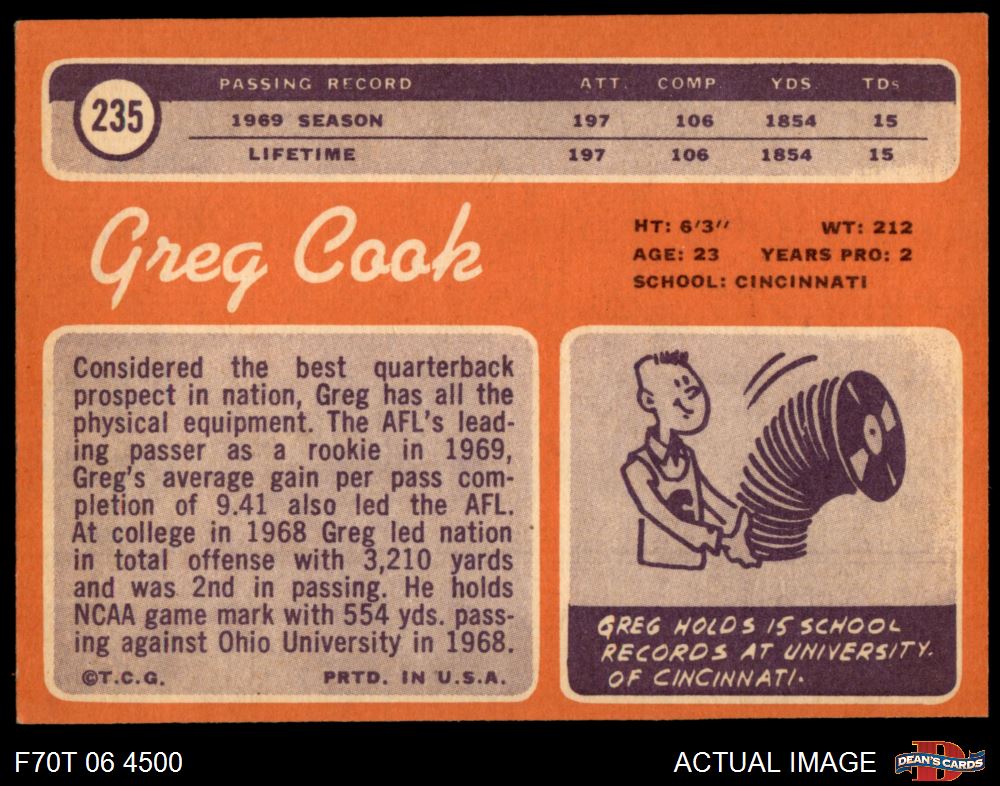 235
PASSING RECORD ATT. COMP. YDS. TDs
1969 SEASON 197 106 1854 15
LIFETIME 197 106 1854 15
Greg Cook
HT: 6'3" WT: 212
AGE: 23 YEARS PRO: 2
SCHOOL: CINCINNATI
Considered the best quarterback
prospect in nation, Greg has all the
physical equipment. The AFL's lead-
ing passer as a rookie in 1969,
Greg's average gain per pass com-
pletion of 9.41 also led the AFL.
At college in 1968 Greg led nation
in total offense with 3,210 yards
and was 2nd in passing. He holds
NCAA game mark with 554 yds. pass-
ing against Ohio University in 1968.
©T.C.G. PRTD. IN U.S.A.
C
GREG HOLDS 15 SCHOOL
RECORDS AT UNIVERSITY.
OF CINCINNATI.
F70T 06 4500
ACTUAL IMAGE
D
DEAN'S CARDS